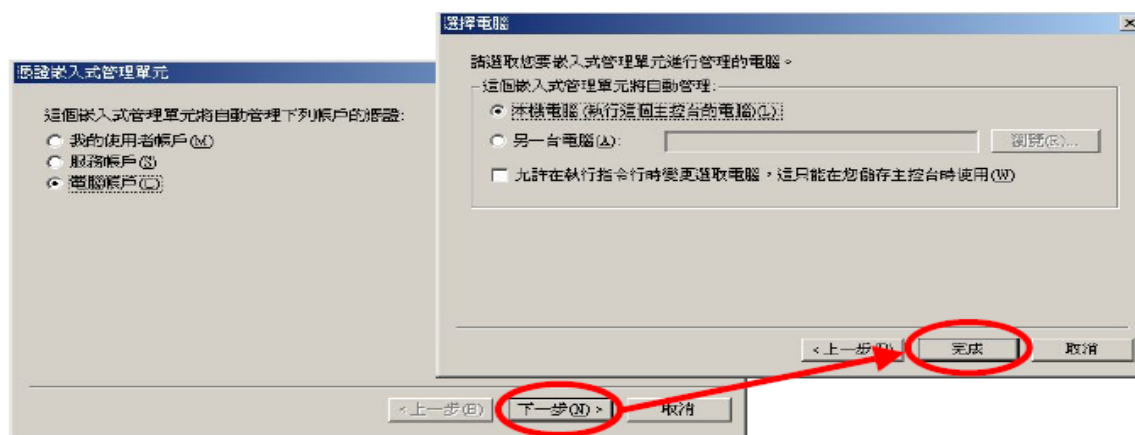 憑證嵌入式管理單元
這個嵌入式管理單元將自動管理下列帳戶的憑證:
我的使用者帳戶(M)
服務帳戶(S)
電腦帳戶(C)
<上一步(B)
下一步(N) >
取消
選擇電腦
請選取您要嵌入式管理單元進行管理的電腦。
這個嵌入式管理單元將自動管理:
本機電腦 (執行這個主控台的電腦)(L):
另一台電腦(A):
瀏覽(R)...
允許在執行指令行時變更選取電腦,這只能在您儲存主控台時使用(W)
<上一步(B)
完成
取消